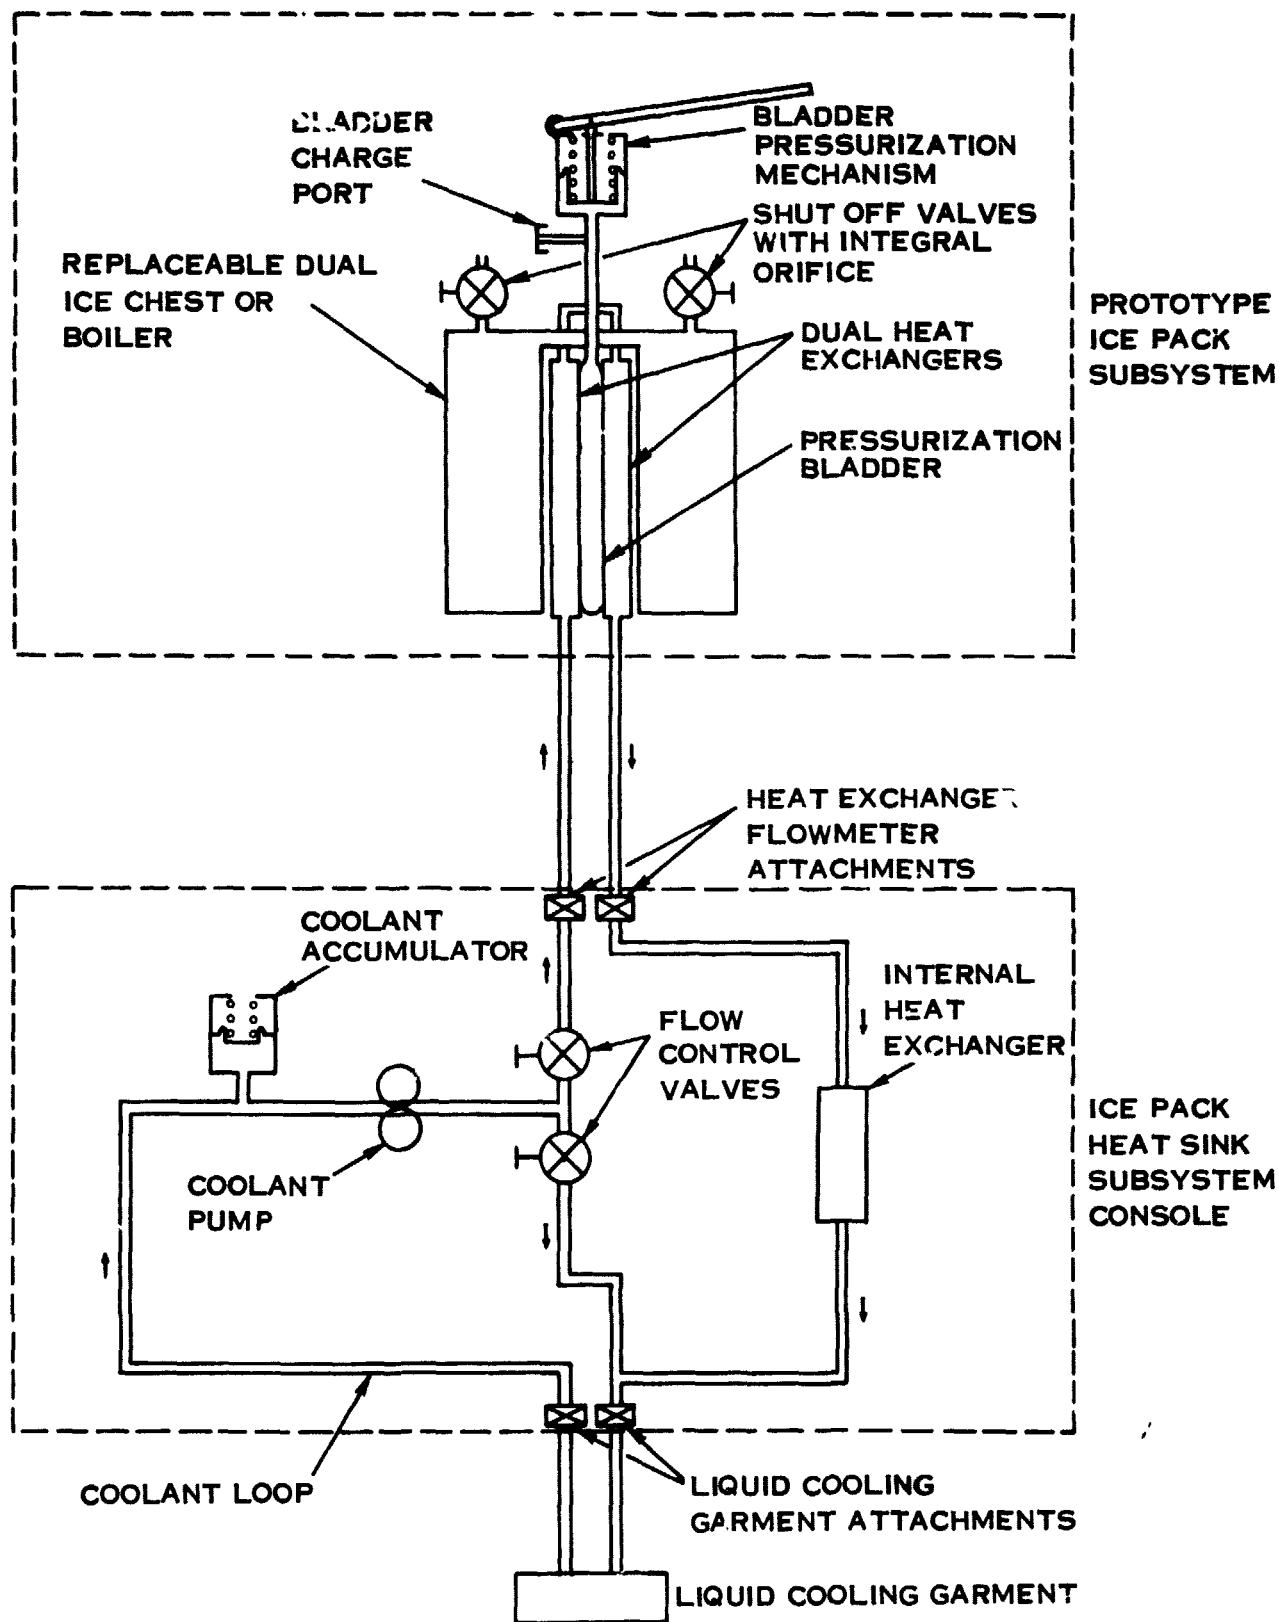 BLADDER
CHARGE
PORT
BLADDER
PRESSURIZATION
MECHANISM
SHUT OFF VALVES
WITH INTEGRAL
ORIFICE
REPLACEABLE DUAL
ICE CHEST OR
BOILER
DUAL HEAT
EXCHANGERS
PRESSURIZATION
BLADDER
PROTOTYPE
ICE PACK
SUBSYSTEM
HEAT EXCHANGER
FLOWMETER
ATTACHMENTS
COOLANT
ACCUMULATOR
INTERNAL
HEAT
EXCHANGER
FLOW
CONTROL
VALVES
COOLANT
PUMP
ICE PACK
HEAT SINK
SUBSYSTEM
CONSOLE
COOLANT LOOP
LIQUID COOLING
GARMENT ATTACHMENTS
LIQUID COOLING GARMENT